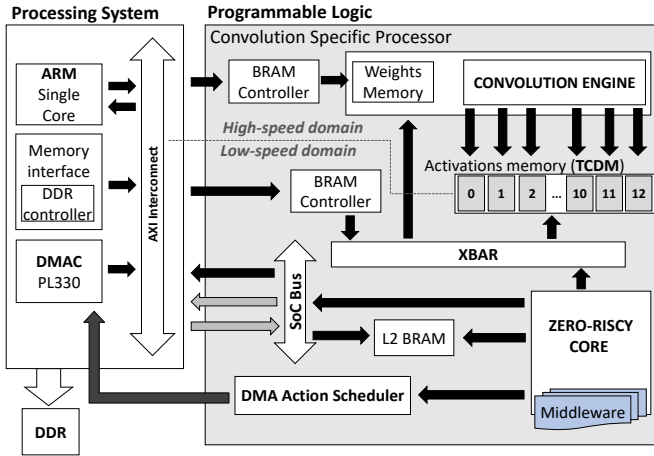 Processing System
Programmable Logic
Convolution Specific Processor
ARM
Single
Core
BRAM
Controller
Weights
Memory
CONVOLUTION ENGINE
High-speed domain
Low-speed domain
Memory
interface
DDR
controller
AXI Interconnect
BRAM
Controller
Activations memory (TCDM)
0 1 2 ... 10 11 12
DMAC
PL330
XBAR
SoC Bus
L2 BRAM
ZERO-RISCY
CORE
DMA Action Scheduler
Middleware
DDR